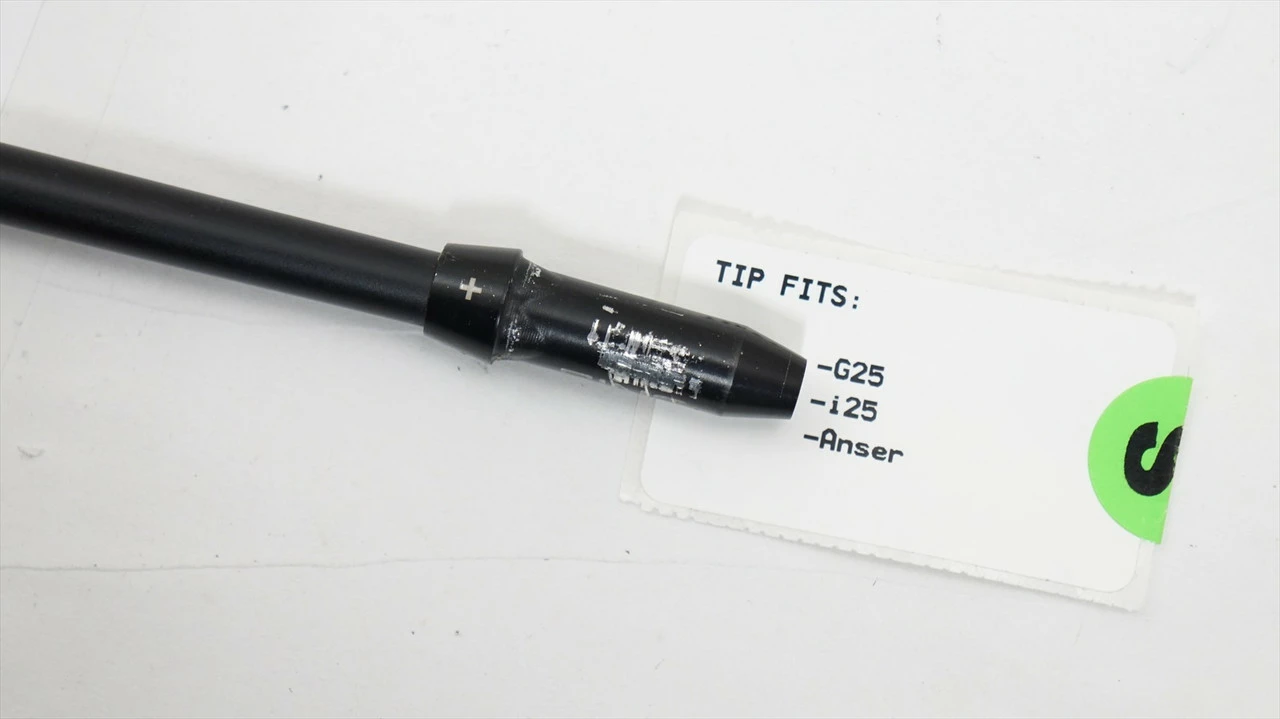 +
TIP FITS:
-G25
-i25
-Anser
S